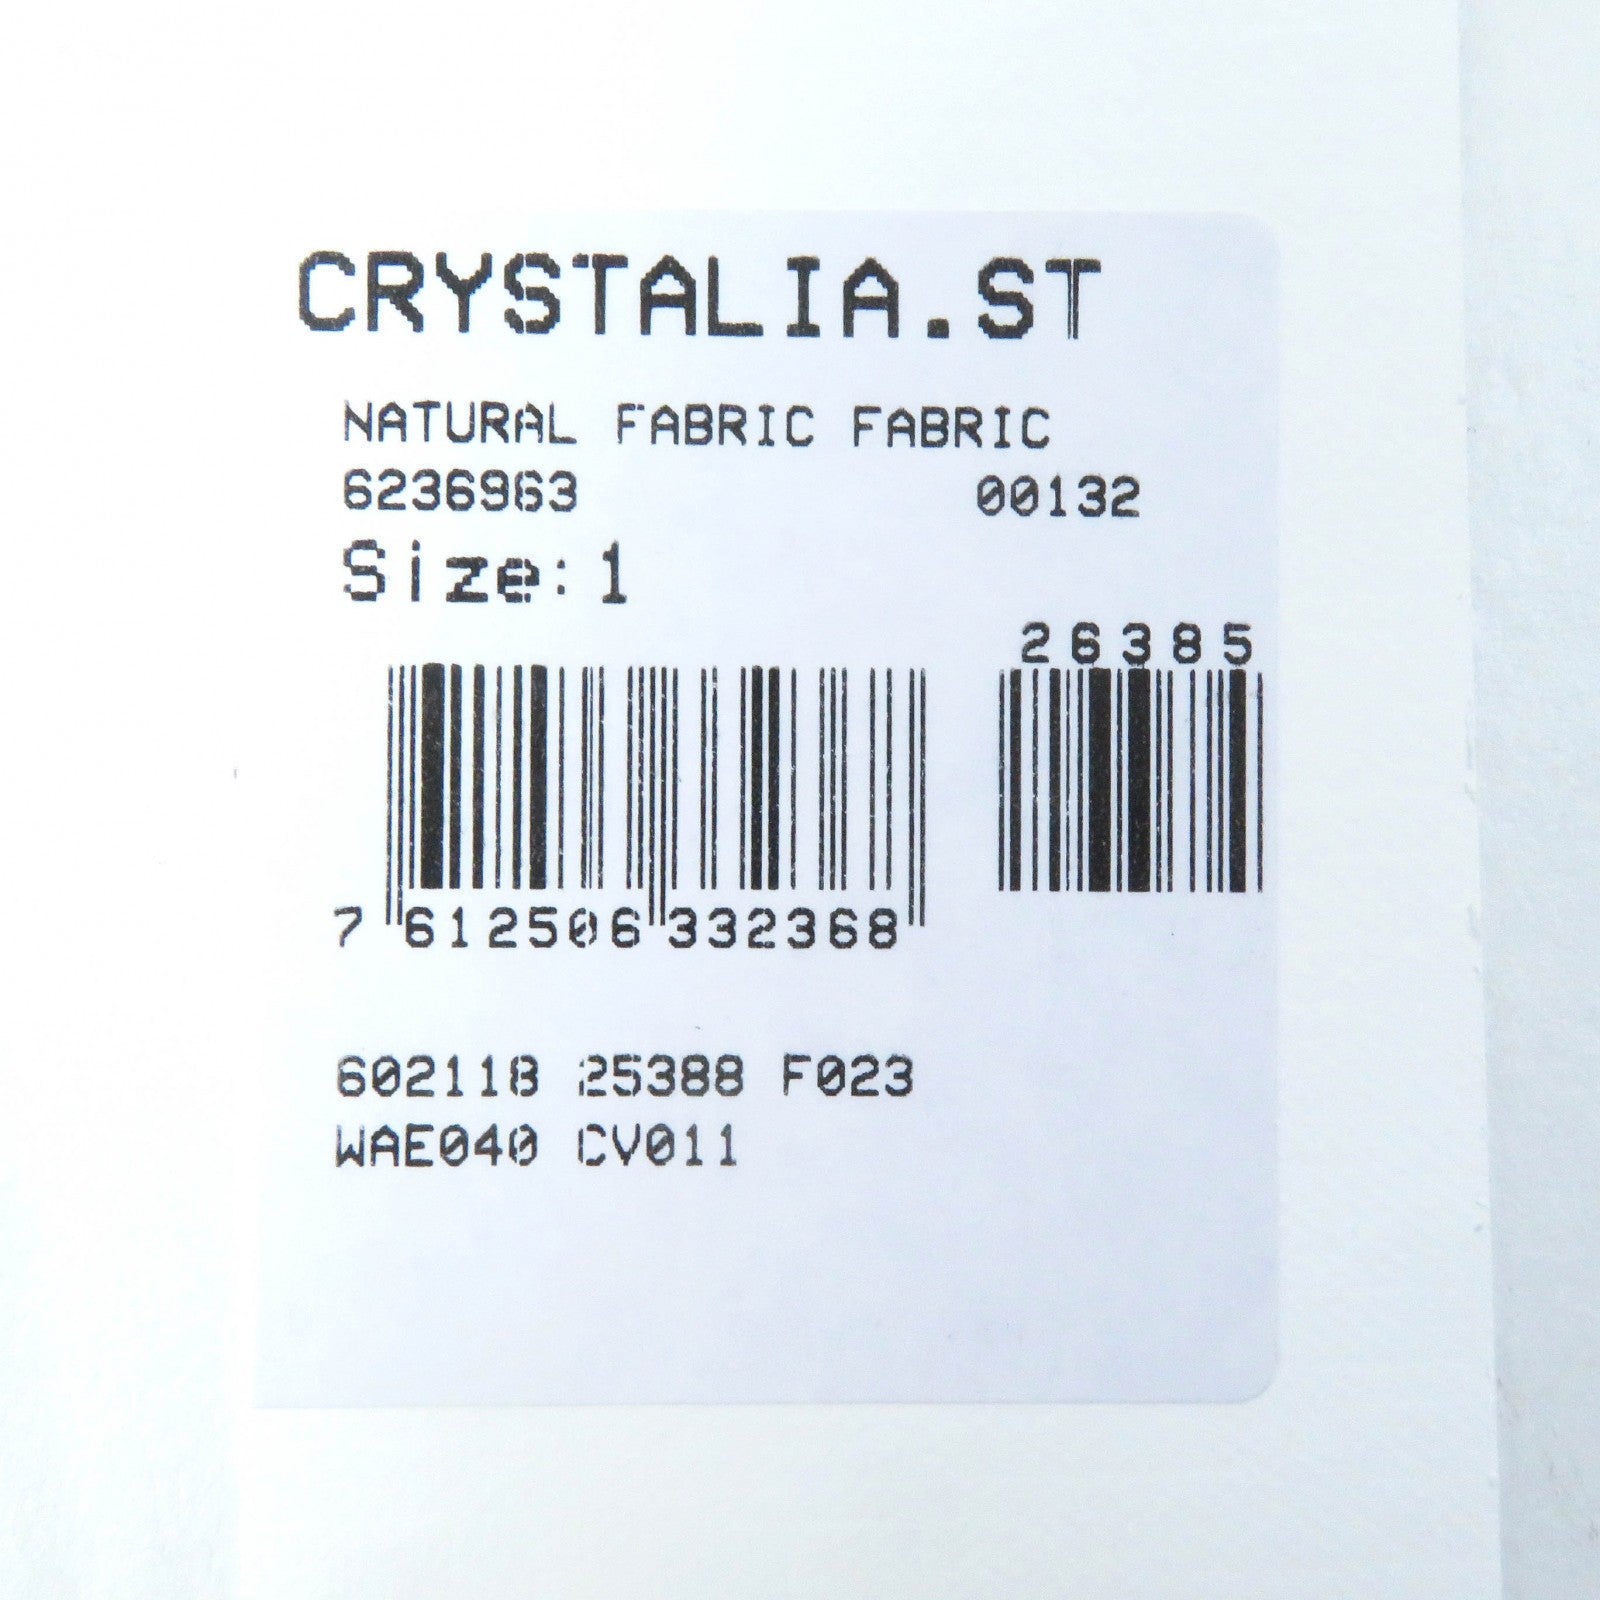 CRYSTALIA.ST
NATURAL FABRIC FABRIC
6236963 00132
Size:1
26385
7 612506 332368
602118 25388 F023
WAE040 CV011